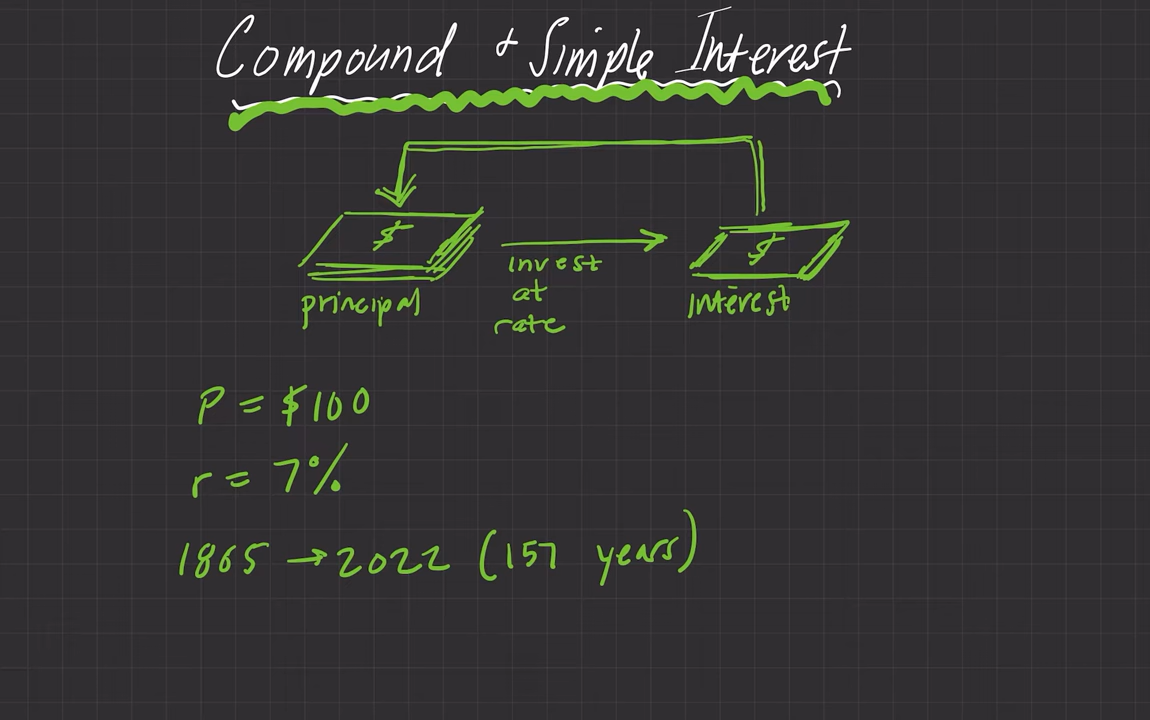 Compound & Simple Interest
$
$
invest
at
rate
principal
Interest
P = $100
r = 7%
1865 → 2022 (157 years)